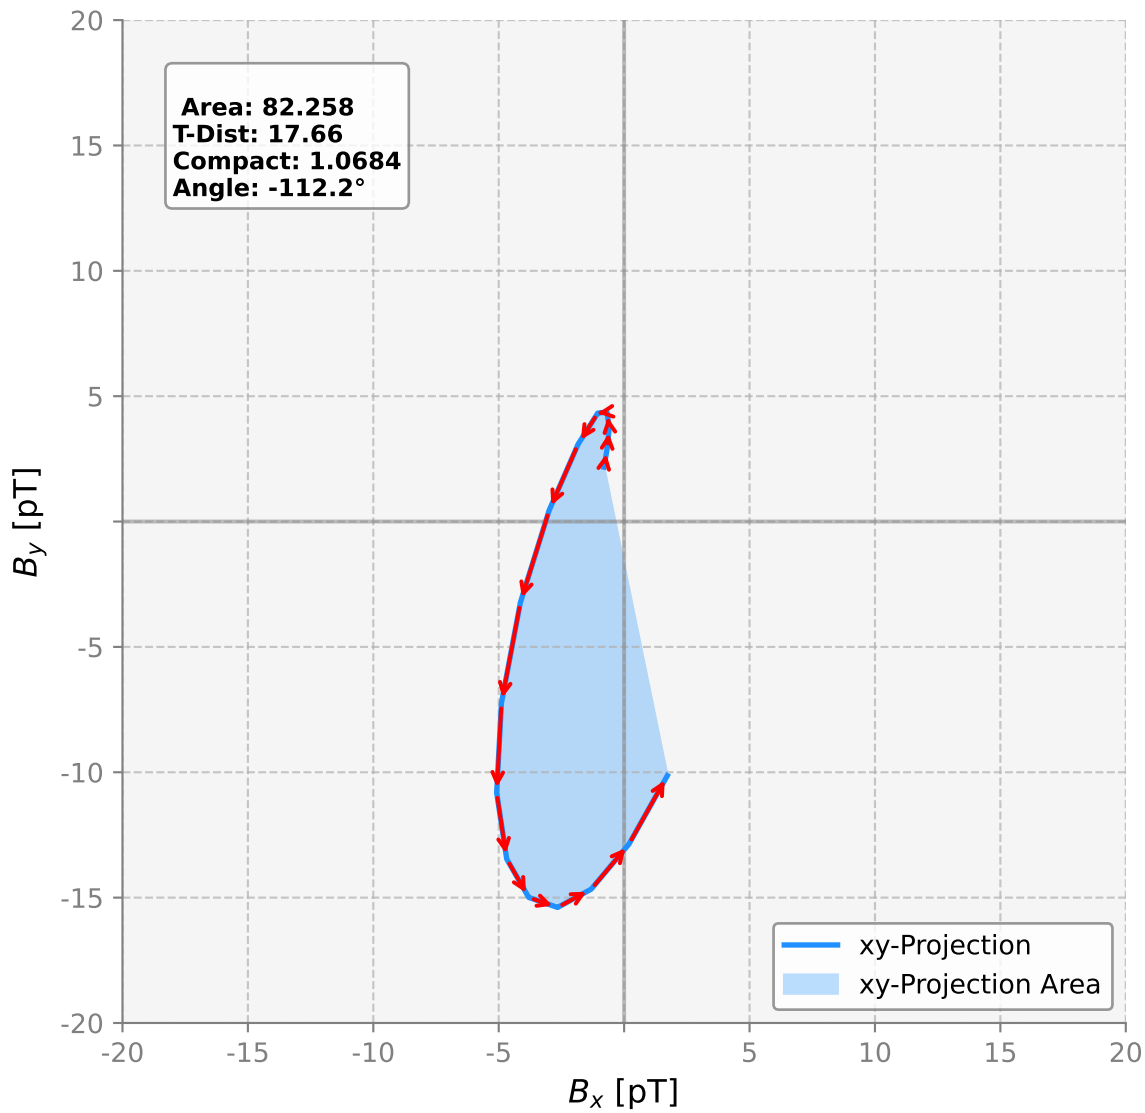 20
15
10
5
-5
-10
-15
-20
-20
-15
-10
-5
5
10
15
20
B_y [pT]
B_x [pT]
Area: 82.258
T-Dist: 17.66
Compact: 1.0684
Angle: -112.2°
xy-Projection
xy-Projection Area